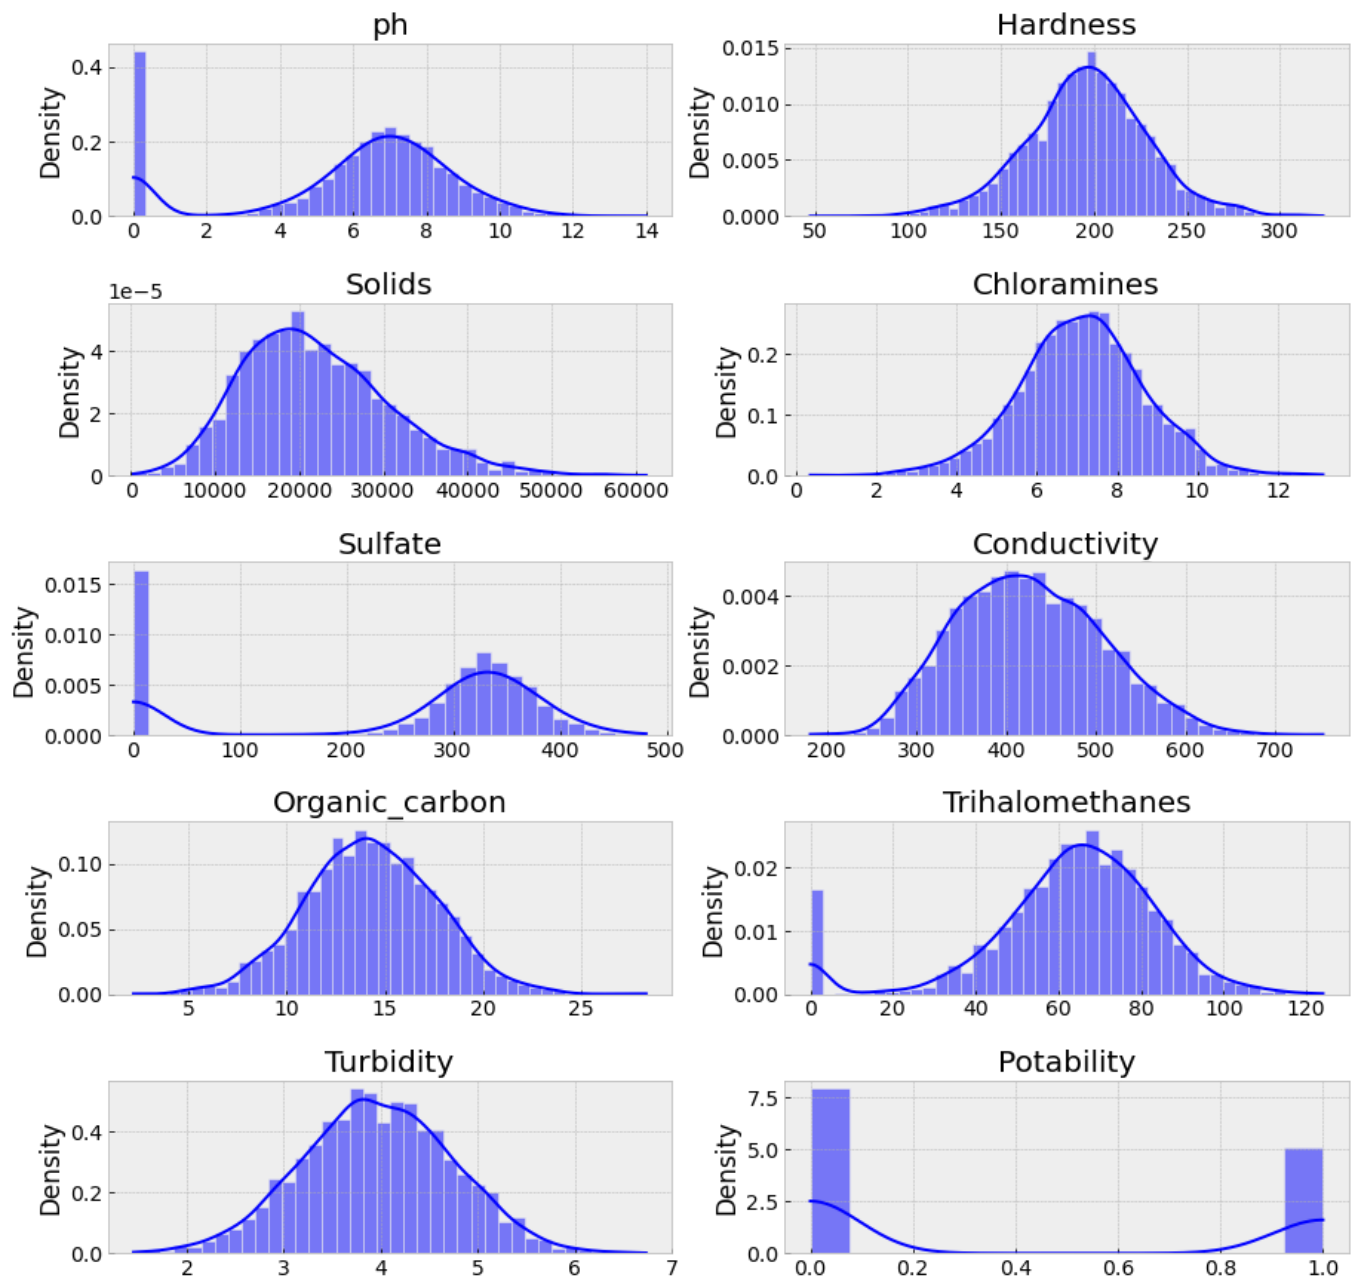 ph
Density
0.4
0.2
0.0
0 2 4 6 8 10 12 14
Hardness
Density
0.015
0.010
0.005
0.000
50 100 150 200 250 300
Solids
1e−5
Density
4
2
0
0 10000 20000 30000 40000 50000 60000
Chloramines
Density
0.2
0.1
0.0
0 2 4 6 8 10 12
Sulfate
Density
0.015
0.010
0.005
0.000
0 100 200 300 400 500
Conductivity
Density
0.004
0.002
0.000
200 300 400 500 600 700
Organic_carbon
Density
0.10
0.05
0.00
5 10 15 20 25
Trihalomethanes
Density
0.02
0.01
0.00
0 20 40 60 80 100 120
Turbidity
Density
0.4
0.2
0.0
2 3 4 5 6 7
Potability
Density
7.5
5.0
2.5
0.0
0.0 0.2 0.4 0.6 0.8 1.0